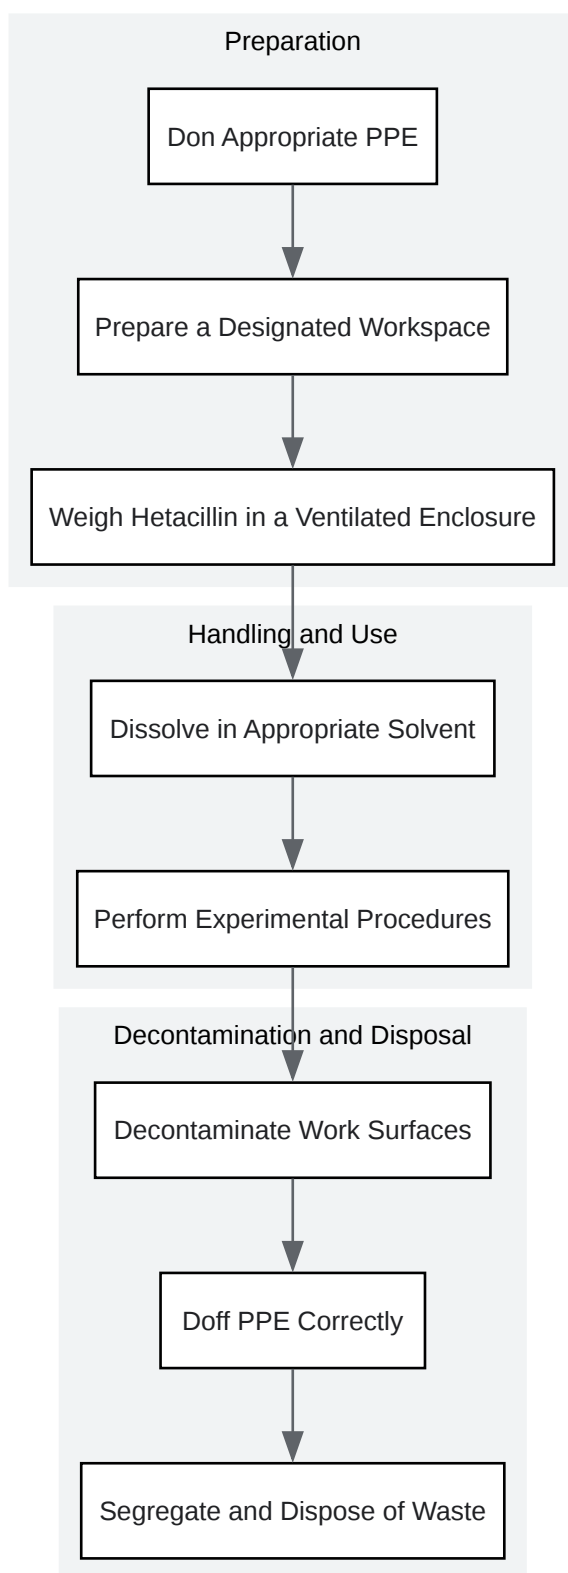 Preparation
Don Appropriate PPE
Prepare a Designated Workspace
Weigh Hetacillin in a Ventilated Enclosure
Handling and Use
Dissolve in Appropriate Solvent
Perform Experimental Procedures
Decontamination and Disposal
Decontaminate Work Surfaces
Doff PPE Correctly
Segregate and Dispose of Waste